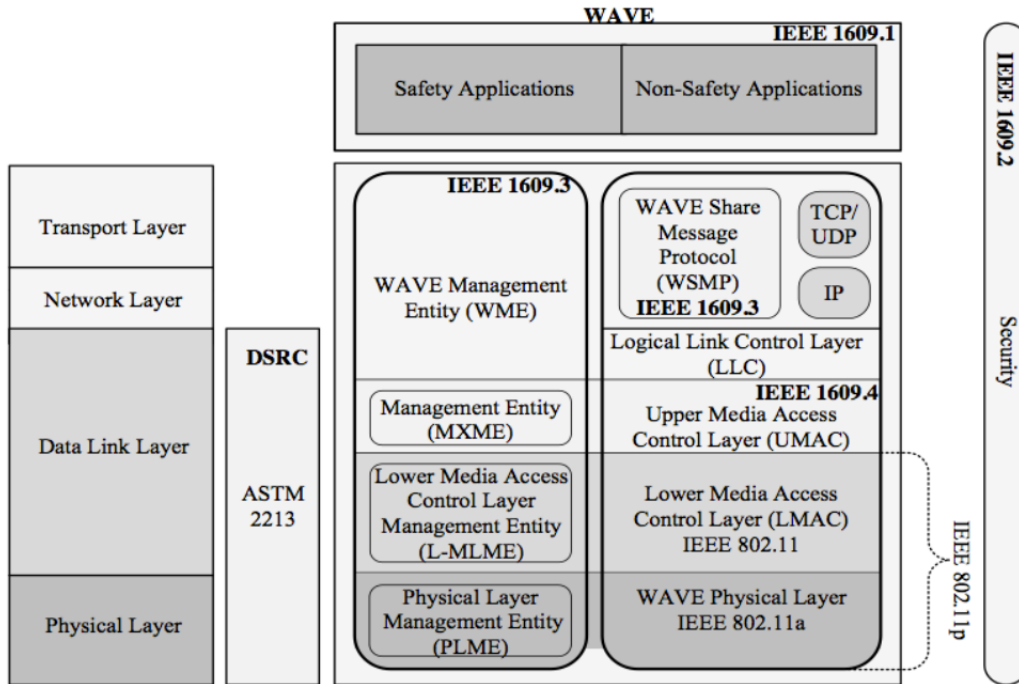 WAVE
IEEE 1609.1
Safety Applications
Non-Safety Applications
IEEE 1609.2
Security
Transport Layer
Network Layer
Data Link Layer
Physical Layer
DSRC
ASTM
2213
IEEE 1609.3
WAVE Management
Entity (WME)
Management Entity
(MXME)
Lower Media Access
Control Layer
Management Entity
(L-MLME)
Physical Layer
Management Entity
(PLME)
WAVE Share
Message
Protocol
(WSMP)
IEEE 1609.3
TCP/
UDP
IP
Logical Link Control Layer
(LLC)
IEEE 1609.4
Upper Media Access
Control Layer (UMAC)
Lower Media Access
Control Layer (LMAC)
IEEE 802.11
WAVE Physical Layer
IEEE 802.11a
IEEE 802.11p